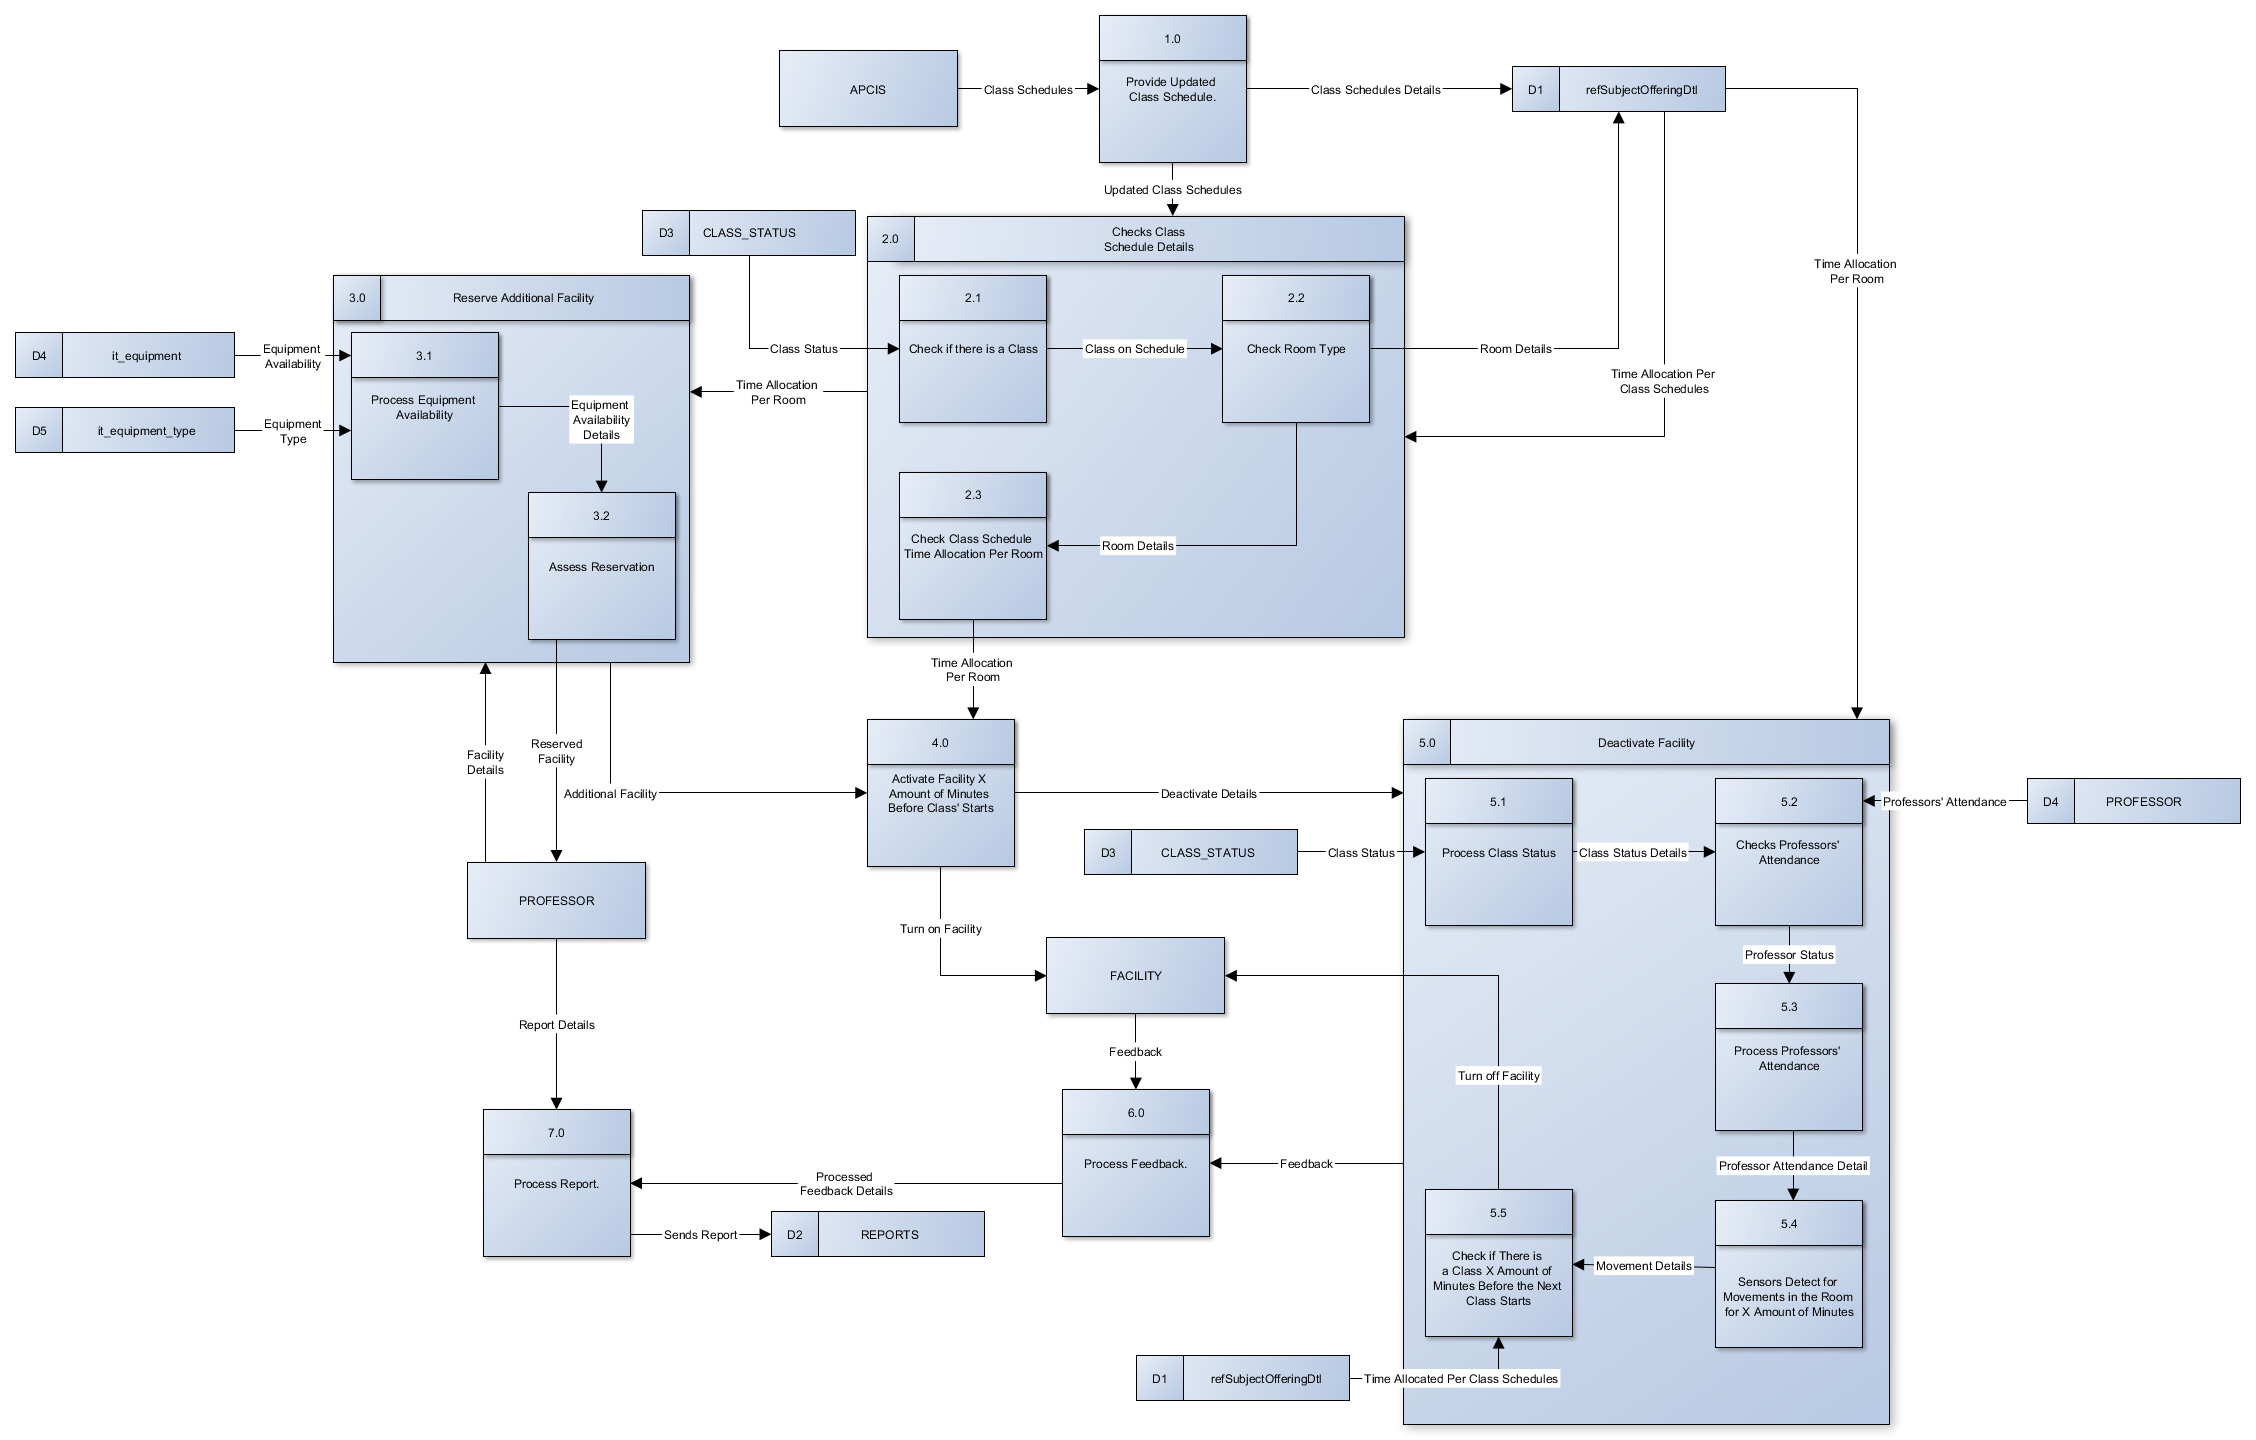 1.0
Provide Updated
Class Schedule.
APCIS
Class Schedules
Class Schedules Details
D1
refSubjectOfferingDtl
Updated Class Schedules
D3
CLASS_STATUS
2.0
Checks Class
Schedule Details
Time Allocation
Per Room
3.0
Reserve Additional Facility
2.1
Check if there is a Class
2.2
Check Room Type
Class Status
Class on Schedule
Room Details
D4
it_equipment
Equipment
Availability
3.1
Process Equipment
Availability
Time Allocation
Per Room
Time Allocation Per
Class Schedules
D5
it_equipment_type
Equipment
Type
Equipment
Availability
Details
3.2
Assess Reservation
2.3
Check Class Schedule
Time Allocation Per Room
Room Details
Time Allocation
Per Room
Facility
Details
Reserved
Facility
Additional Facility
4.0
Activate Facility X
Amount of Minutes
Before Class' Starts
Deactivate Details
5.0
Deactivate Facility
5.1
Process Class Status
5.2
Checks Professors'
Attendance
Professors' Attendance
D4
PROFESSOR
D3
CLASS_STATUS
Class Status
Class Status Details
PROFESSOR
Turn on Facility
FACILITY
Professor Status
5.3
Process Professors'
Attendance
Report Details
Feedback
Turn off Facility
7.0
Process Report.
6.0
Process Feedback.
Feedback
Professor Attendance Detail
Processed
Feedback Details
5.5
Check if There is
a Class X Amount of
Minutes Before the Next
Class Starts
5.4
Sensors Detect for
Movements in the Room
for X Amount of Minutes
Movement Details
Sends Report
D2
REPORTS
D1
refSubjectOfferingDtl
Time Allocated Per Class Schedules